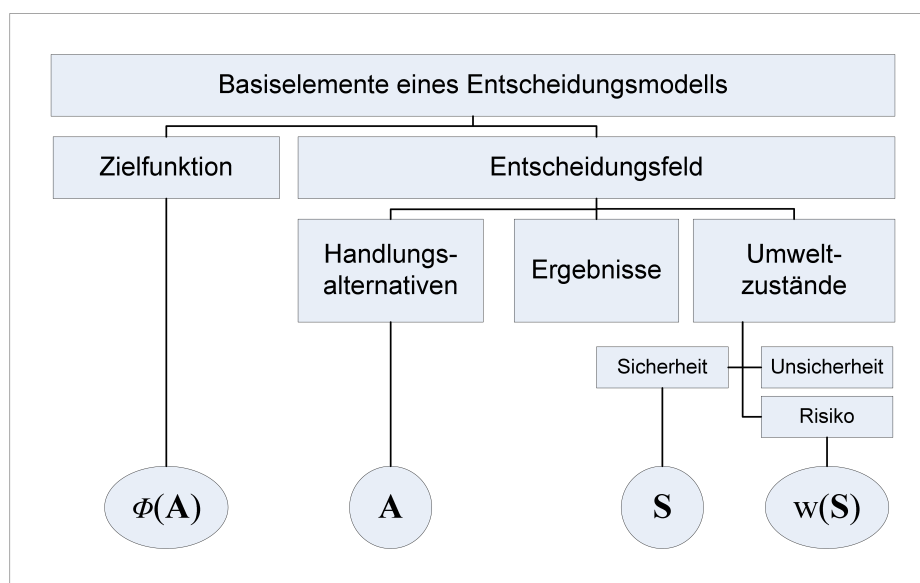 Basiselemente eines Entscheidungsmodells
Zielfunktion
Entscheidungsfeld
Handlungs-
alternativen
Ergebnisse
Umwelt-
zustände
Sicherheit
Unsicherheit
Risiko
Φ(A)
A
S
w(S)